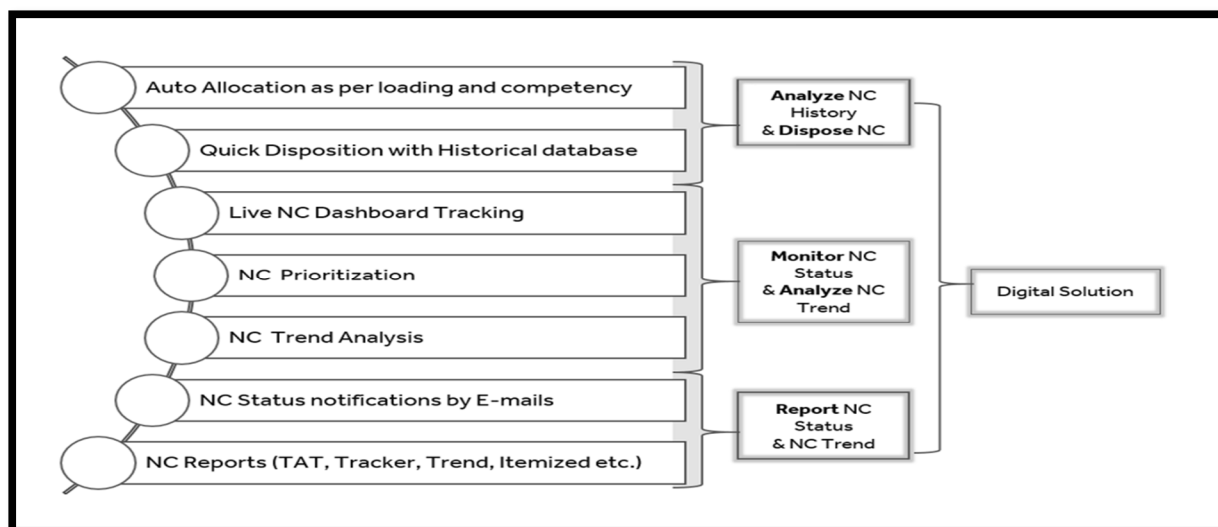 Auto Allocation as per loading and competency
Quick Disposition with Historical database
Live NC Dashboard Tracking
NC Prioritization
NC Trend Analysis
NC Status notifications by E-mails
NC Reports (TAT, Tracker, Trend, Itemized etc.)
Analyze NC
History
& Dispose NC
Monitor NC
Status
& Analyze NC
Trend
Report NC
Status
& NC Trend
Digital Solution